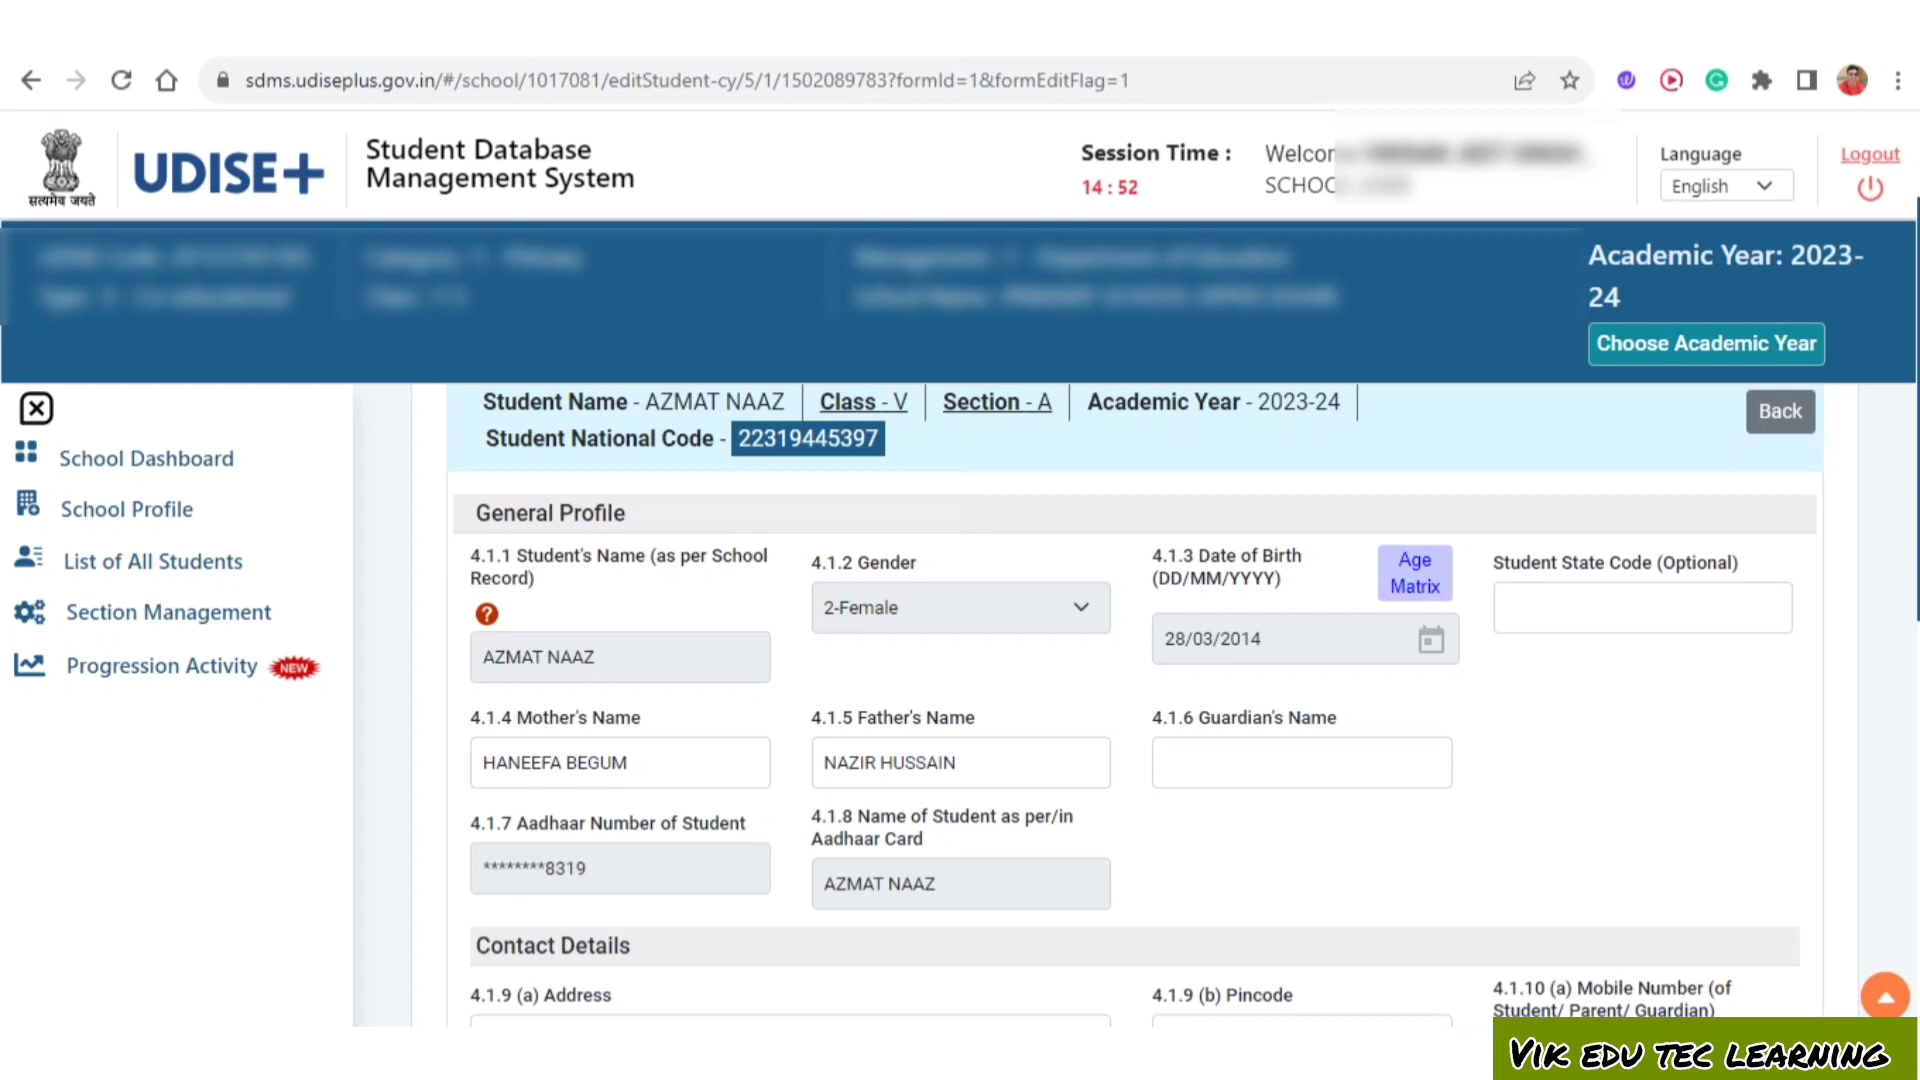 sdms.udiseplus.gov.in/#/school/1017081/editStudent-cy/5/1/1502089783?formId=1&formEditFlag=1
सत्यमेव जयते
UDISE+
Student Database
Management System
Session Time :
14 : 52
Language
English
Logout
Academic Year: 2023-
24
Choose Academic Year
Student Name - AZMAT NAAZ
Class - V
Section - A
Academic Year - 2023-24
Back
Student National Code - 22319445397
School Dashboard
School Profile
List of All Students
Section Management
Progression Activity NEW
General Profile
4.1.1 Student's Name (as per School
Record)
?
AZMAT NAAZ
4.1.2 Gender
2-Female
4.1.3 Date of Birth
(DD/MM/YYYY)
Age
Matrix
28/03/2014
Student State Code (Optional)
4.1.4 Mother's Name
HANEEFA BEGUM
4.1.5 Father's Name
NAZIR HUSSAIN
4.1.6 Guardian's Name
4.1.7 Aadhaar Number of Student
********8319
4.1.8 Name of Student as per/in
Aadhaar Card
AZMAT NAAZ
Contact Details
4.1.9 (a) Address
4.1.9 (b) Pincode
4.1.10 (a) Mobile Number (of
Student/ Parent/ Guardian)
VIK EDU TEC LEARNING